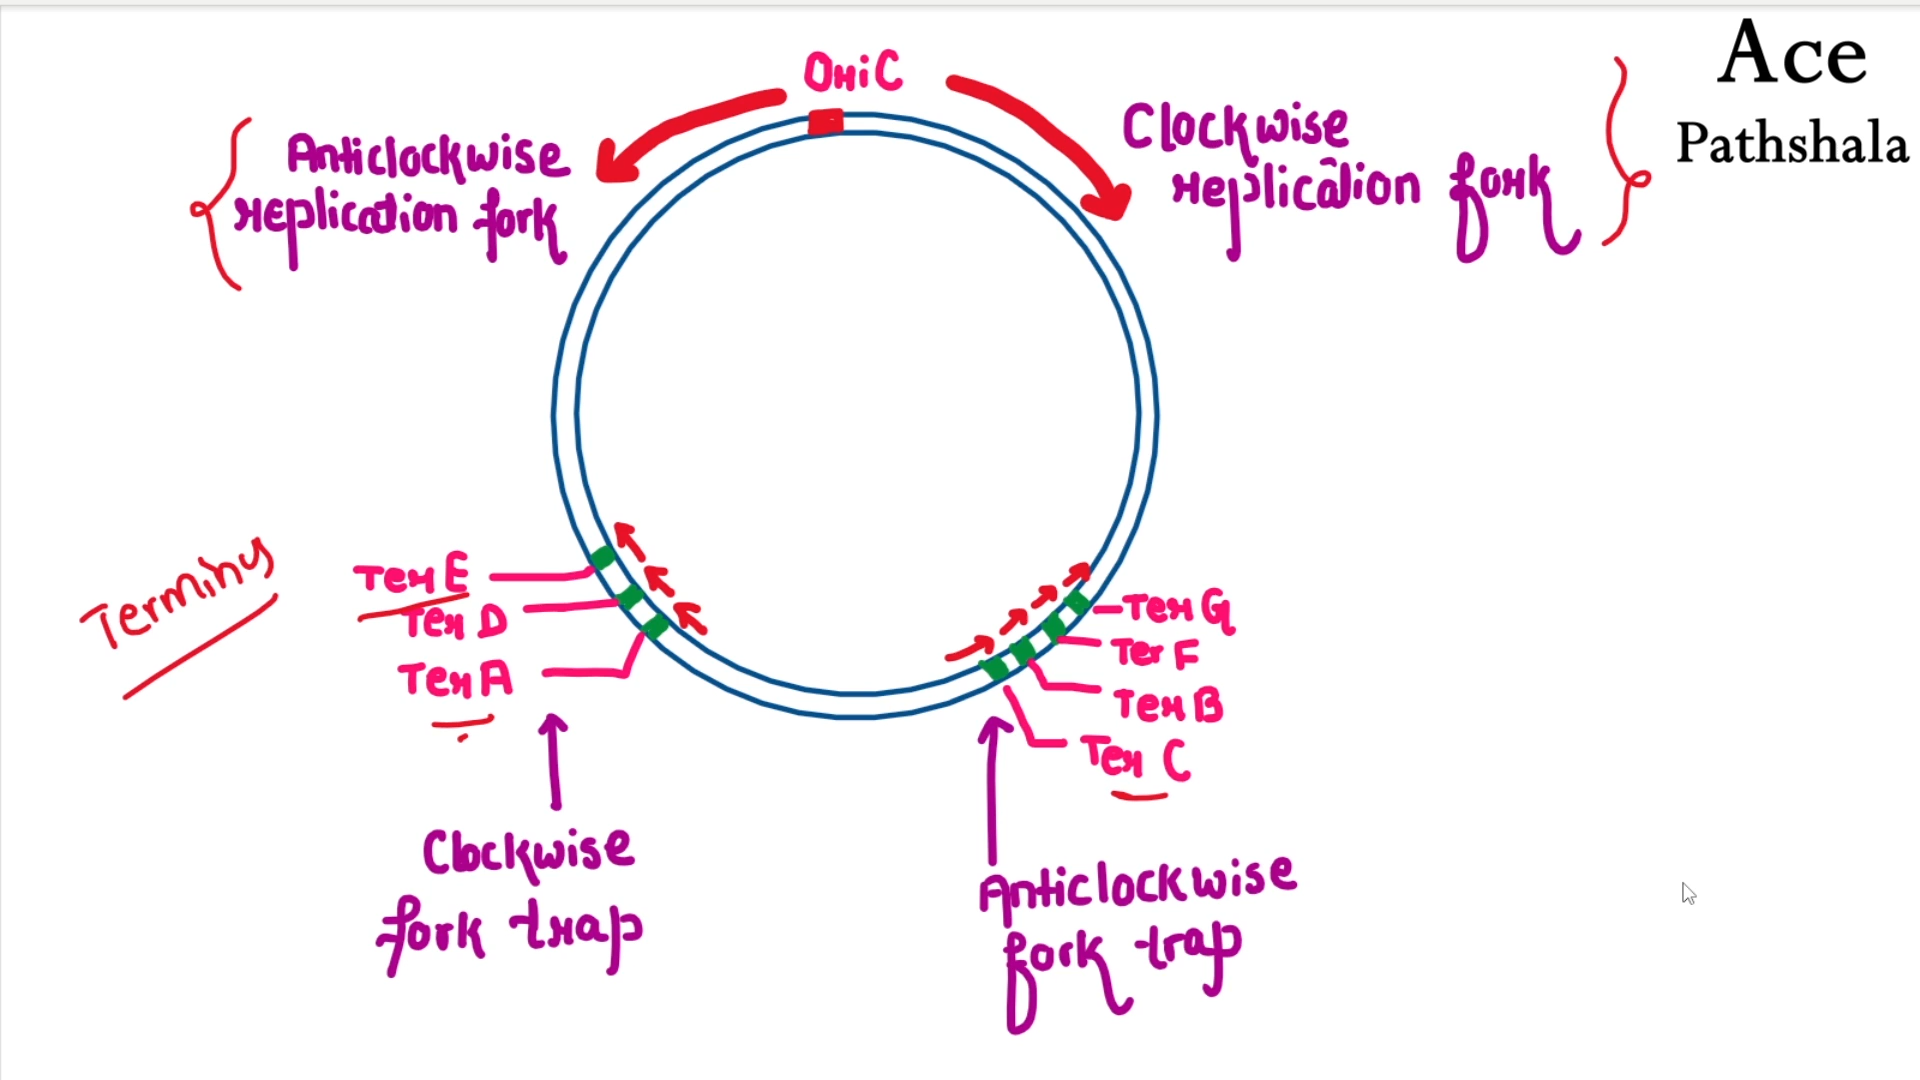 OriC
Ace
Pathshala
Anticlockwise
replication fork
Clockwise
replication fork
Terminus
Ter E
Ter D
Ter A
Ter G
Ter F
Ter B
Ter C
Clockwise
fork trap
Anticlockwise
fork trap